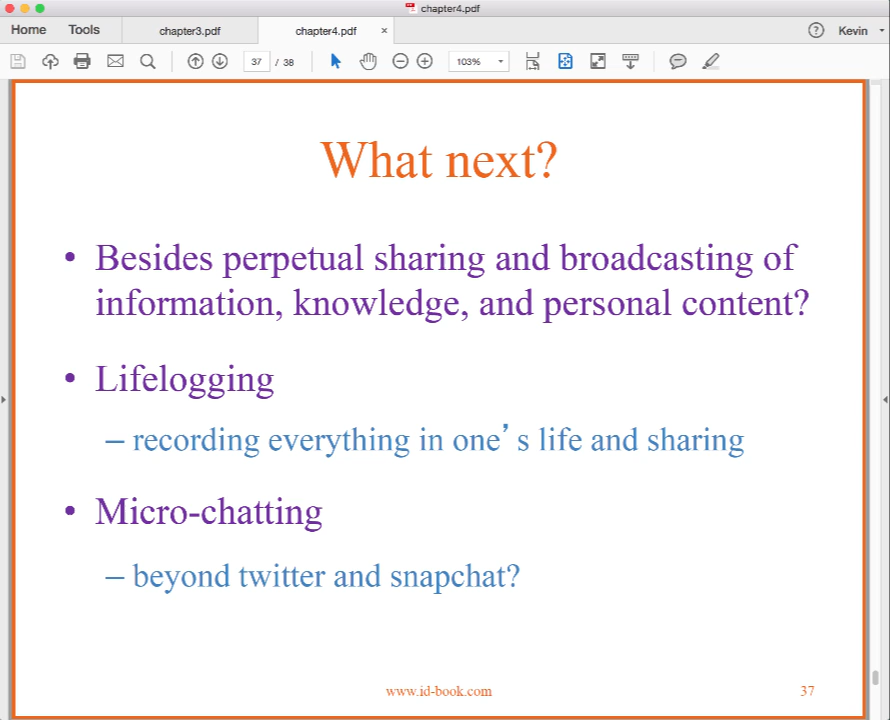 chapter4.pdf
Home Tools chapter3.pdf chapter4.pdf × ? Kevin
37 / 38 103%
What next?
• Besides perpetual sharing and broadcasting of
information, knowledge, and personal content?
• Lifelogging
– recording everything in one’s life and sharing
• Micro-chatting
– beyond twitter and snapchat?
www.id-book.com 37